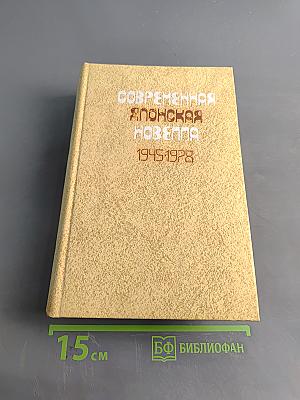 СОВРЕМЕННАЯ
ЯПОНСКАЯ
НОВЕЛЛА
1945 1978
15 см
БФ БИБЛИОФАН